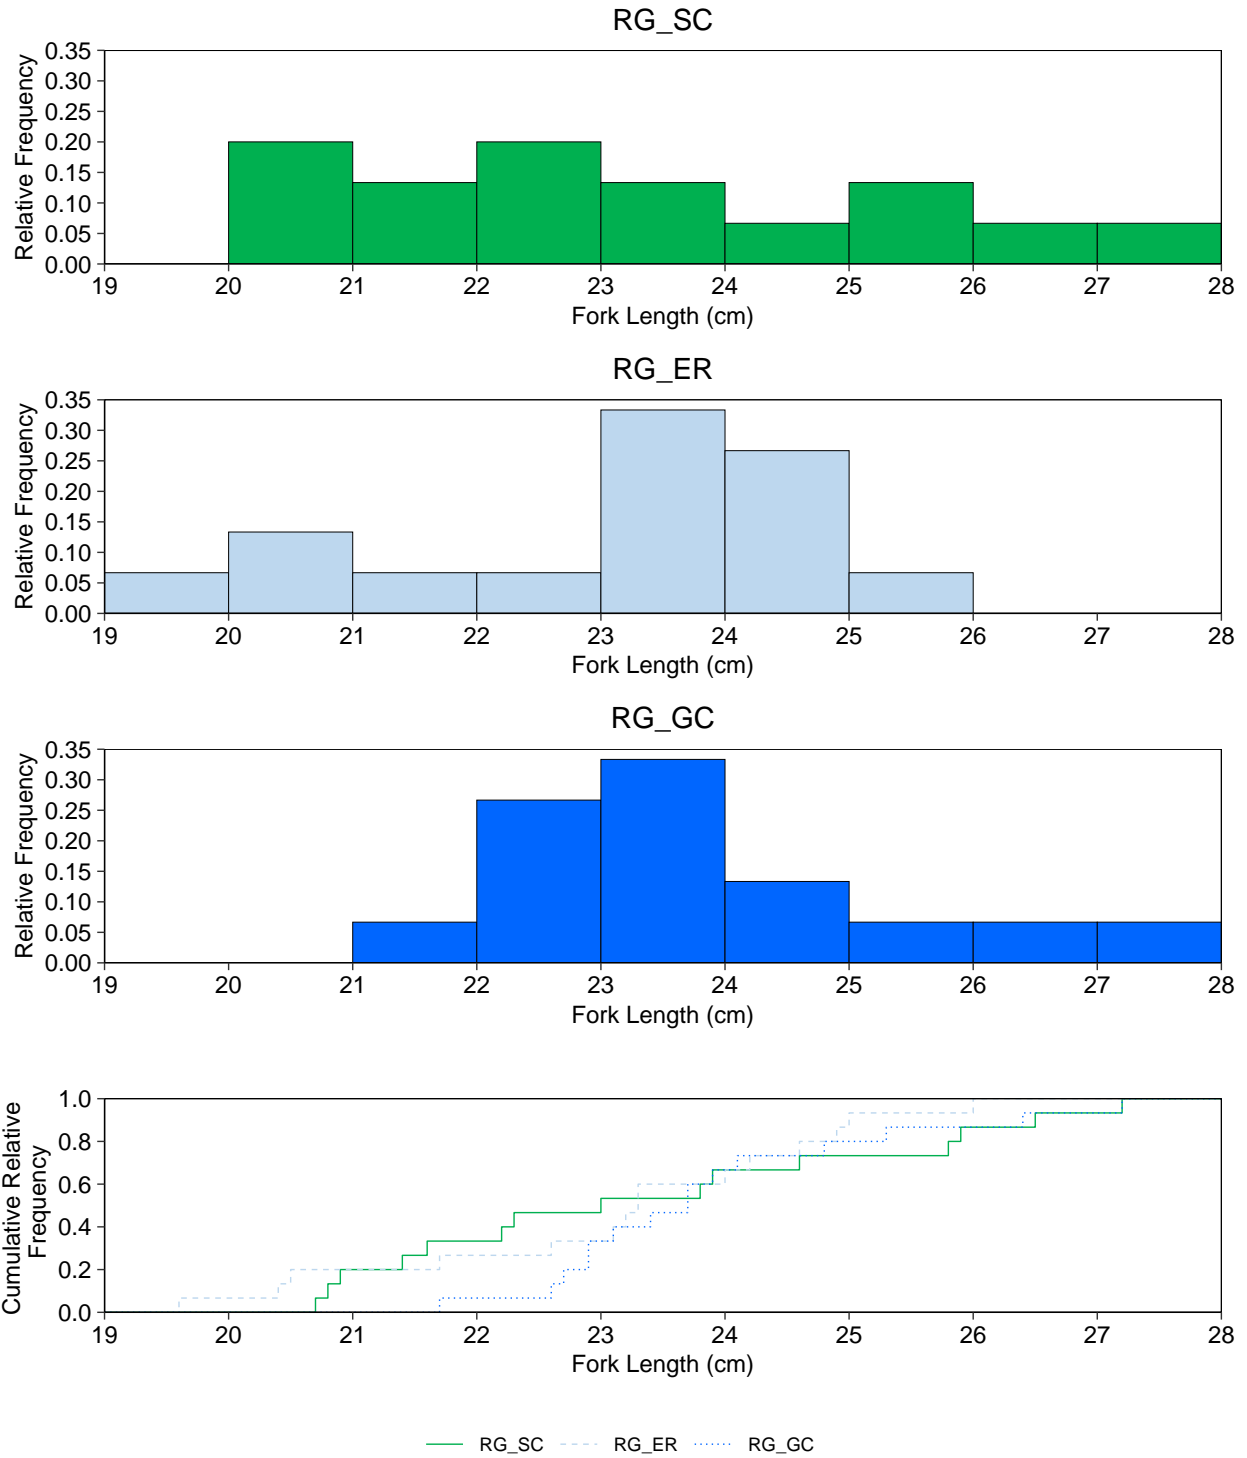 RG_SC
Relative Frequency
0.35
0.30
0.25
0.20
0.15
0.10
0.05
0.00
19 20 21 22 23 24 25 26 27 28
Fork Length (cm)
RG_ER
Relative Frequency
0.35
0.30
0.25
0.20
0.15
0.10
0.05
0.00
19 20 21 22 23 24 25 26 27 28
Fork Length (cm)
RG_GC
Relative Frequency
0.35
0.30
0.25
0.20
0.15
0.10
0.05
0.00
19 20 21 22 23 24 25 26 27 28
Fork Length (cm)
Cumulative Relative
Frequency
1.0
0.8
0.6
0.4
0.2
0.0
19 20 21 22 23 24 25 26 27 28
Fork Length (cm)
RG_SC RG_ER RG_GC